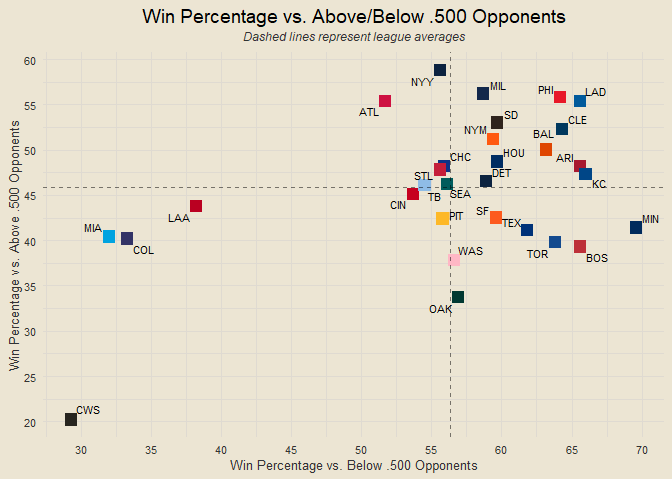 Win Percentage vs. Above/Below .500 Opponents
Dashed lines represent league averages
Win Percentage vs. Above .500 Opponents
60
55
50
45
40
35
30
25
20
NYY
MIL
PHI
LAD
ATL
SD
CLE
NYM
BAL
CHC
HOU
ARI
STL
DET
KC
TB
SEA
CIN
LAA
PIT
SF
TEX
MIN
MIA
COL
WAS
TOR
BOS
OAK
CWS
30
35
40
45
50
55
60
65
70
Win Percentage vs. Below .500 Opponents